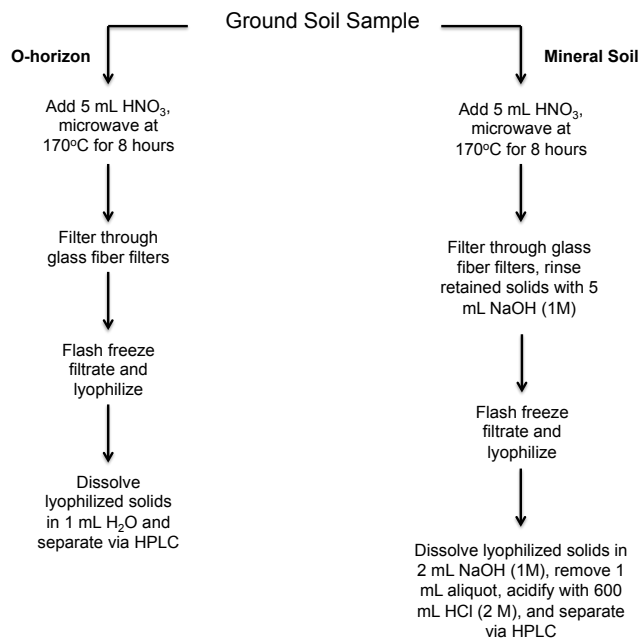 Ground Soil Sample
O-horizon
Add 5 mL HNO₃,
microwave at
170ºC for 8 hours
Filter through
glass fiber filters
Flash freeze
filtrate and
lyophilize
Dissolve
lyophilized solids
in 1 mL H₂O and
separate via HPLC
Mineral Soil
Add 5 mL HNO₃,
microwave at
170ºC for 8 hours
Filter through glass
fiber filters, rinse
retained solids with 5
mL NaOH (1M)
Flash freeze
filtrate and
lyophilize
Dissolve lyophilized solids in
2 mL NaOH (1M), remove 1
mL aliquot, acidify with 600
mL HCl (2 M), and separate
via HPLC